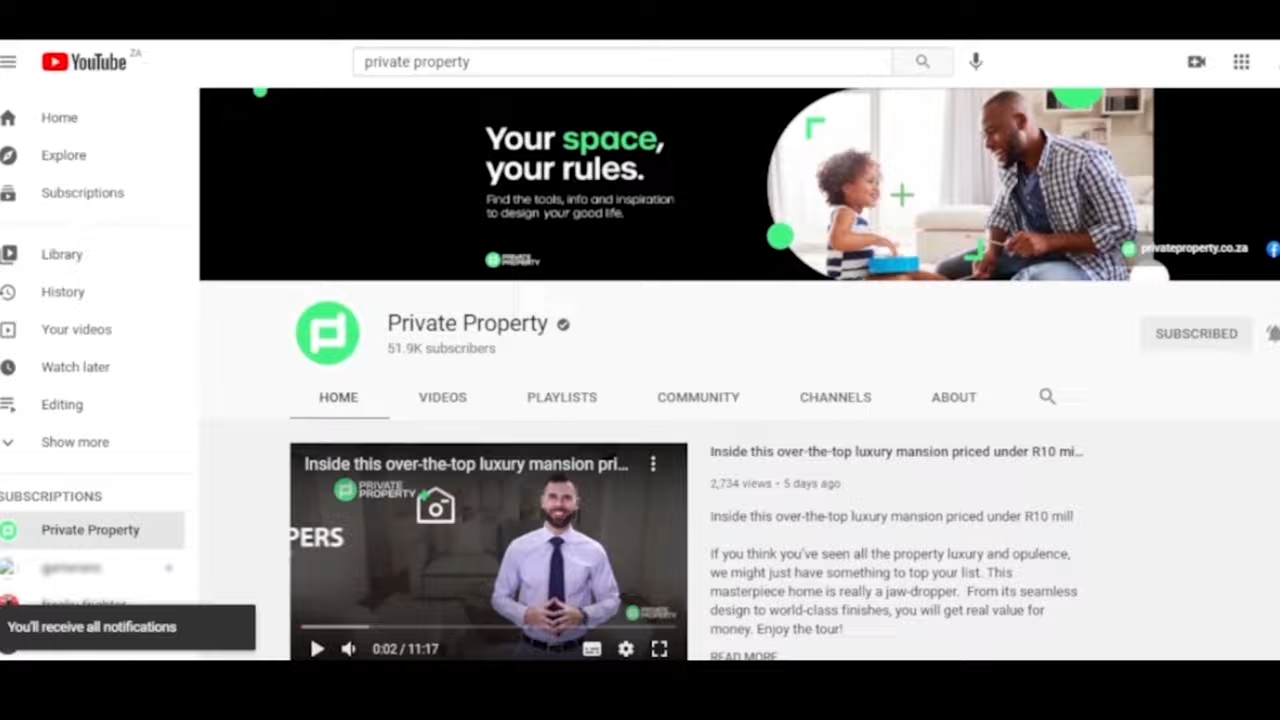 YouTube ZA
private property
Home
Explore
Subscriptions
Library
History
Your videos
Watch later
Editing
Show more
SUBSCRIPTIONS
Private Property
You'll receive all notifications
Your space,
your rules.
Find the tools, info and inspiration
to design your good life.
PRIVATE
PROPERTY
privateproperty.co.za
Private Property
51.9K subscribers
SUBSCRIBED
HOME VIDEOS PLAYLISTS COMMUNITY CHANNELS ABOUT
Inside this over-the-top luxury mansion pri...
PRIVATE
PROPERTY
PERS
PRIVATE
PROPERTY
0:02 / 11:17
Inside this over-the-top luxury mansion priced under R10 mi...
2,734 views • 5 days ago
Inside this over-the-top luxury mansion priced under R10 mill
If you think you've seen all the property luxury and opulence,
we might just have something to top your list. This
masterpiece home is really a jaw-dropper. From its seamless
design to world-class finishes, you will get real value for
money. Enjoy the tour!
READ MORE